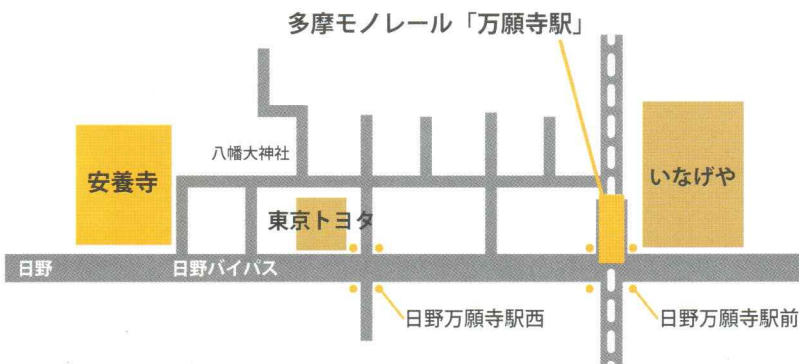 多摩モノレール「万願寺駅」
八幡大神社
安養寺
いなげや
東京トヨタ
日野
日野バイパス
日野万願寺駅西
日野万願寺駅前